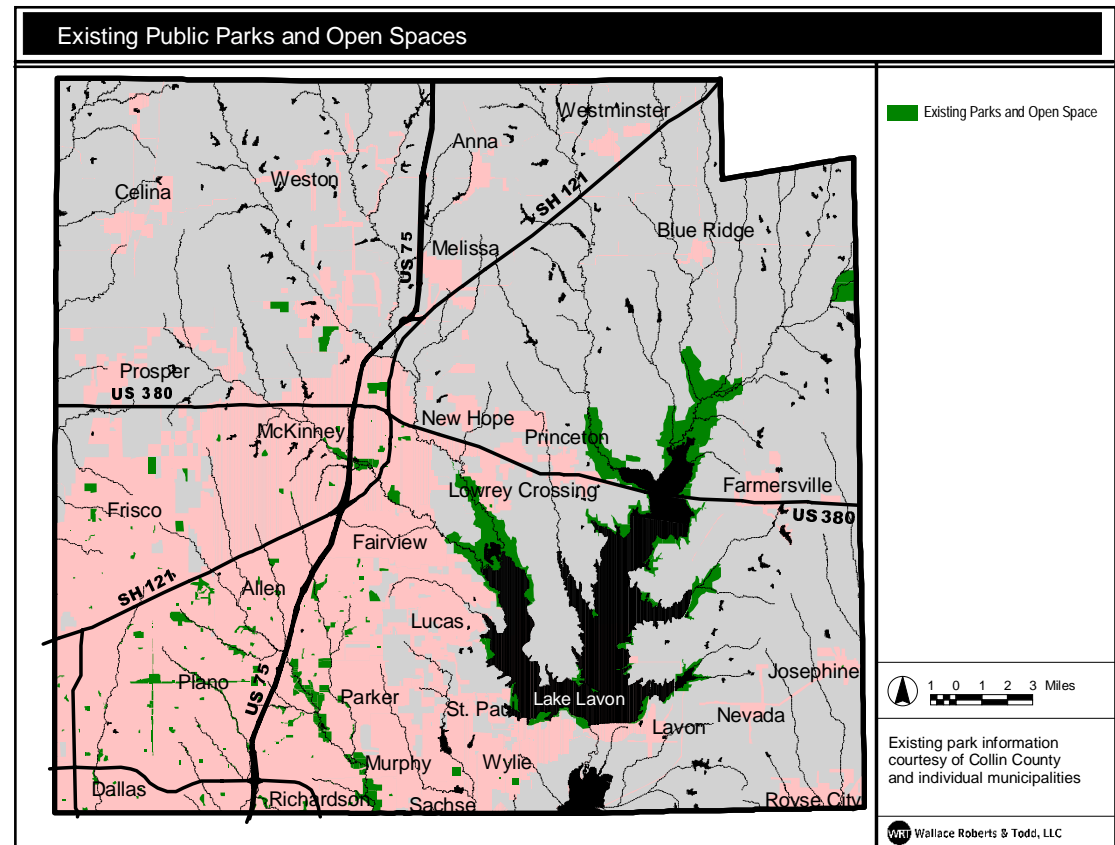 Existing Public Parks and Open Spaces
Existing Parks and Open Space
Westminster
Anna
Weston
Celina
SH 121
Blue Ridge
Melissa
US 75
Prosper
US 380
New Hope
McKinney
Princeton
Lowrey Crossing
Farmersville
US 380
Frisco
Fairview
SH 121
Allen
Lucas
Josephine
Plano
US 75
Parker
St. Pau
Lake Lavon
Nevada
Lavon
Murphy
Wylie
Dallas
Richardson
Sachse
Royse City
1 0 1 2 3 Miles
Existing park information
courtesy of Collin County
and individual municipalities
WRT Wallace Roberts & Todd, LLC